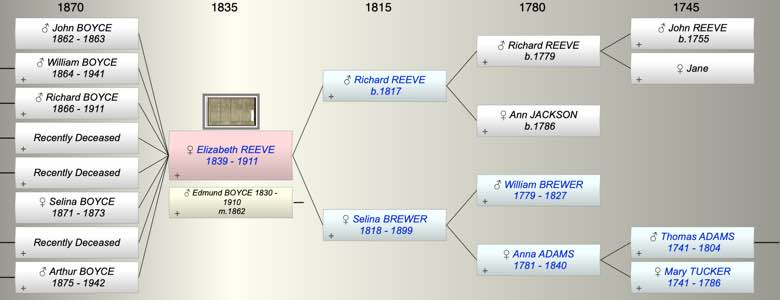 1870
1835
1815
1780
1745
♂ John BOYCE
1862 - 1863
♂ William BOYCE
1864 - 1941
♂ Richard BOYCE
1866 - 1911
Recently Deceased
Recently Deceased
♀ Selina BOYCE
1871 - 1873
Recently Deceased
♂ Arthur BOYCE
1875 - 1942
♀ Elizabeth REEVE
1839 - 1911
♂ Edmund BOYCE 1830 -
1910
m.1862
♂ Richard REEVE
b.1817
♀ Selina BREWER
1818 - 1899
♂ Richard REEVE
b.1779
♀ Ann JACKSON
b.1786
♂ William BREWER
1779 - 1827
♀ Anna ADAMS
1781 - 1840
♂ John REEVE
b.1755
♀ Jane
♂ Thomas ADAMS
1741 - 1804
♀ Mary TUCKER
1741 - 1786